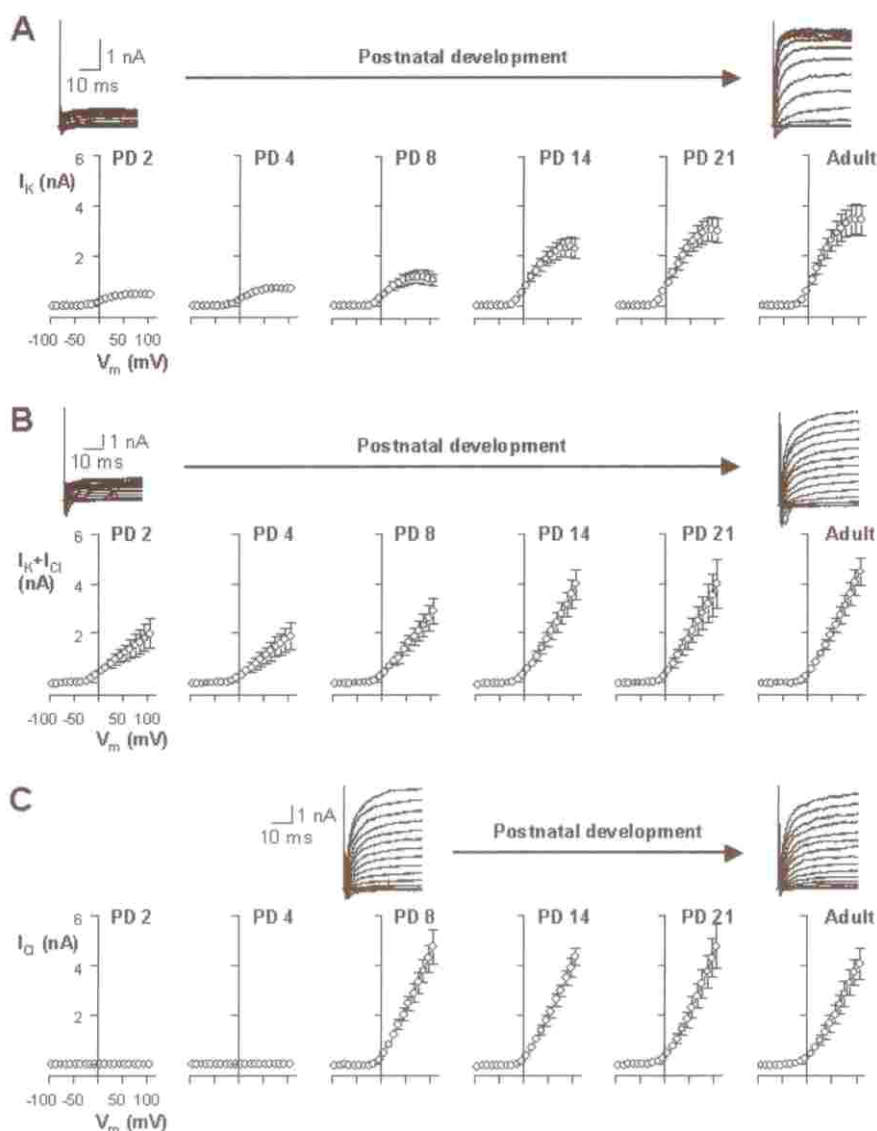 A
1 nA
10 ms
Postnatal development
6
4
2
I_K (nA)
PD 2
PD 4
PD 8
PD 14
PD 21
Adult
-100 -50 50 100
V_m (mV)
B
1 nA
10 ms
Postnatal development
6
4
2
I_K+I_Cl
(nA)
PD 2
PD 4
PD 8
PD 14
PD 21
Adult
-100 -50 50 100
V_m (mV)
C
1 nA
10 ms
Postnatal development
6
4
2
I_Cl (nA)
PD 2
PD 4
PD 8
PD 14
PD 21
Adult
-100 -50 50 100
V_m (mV)